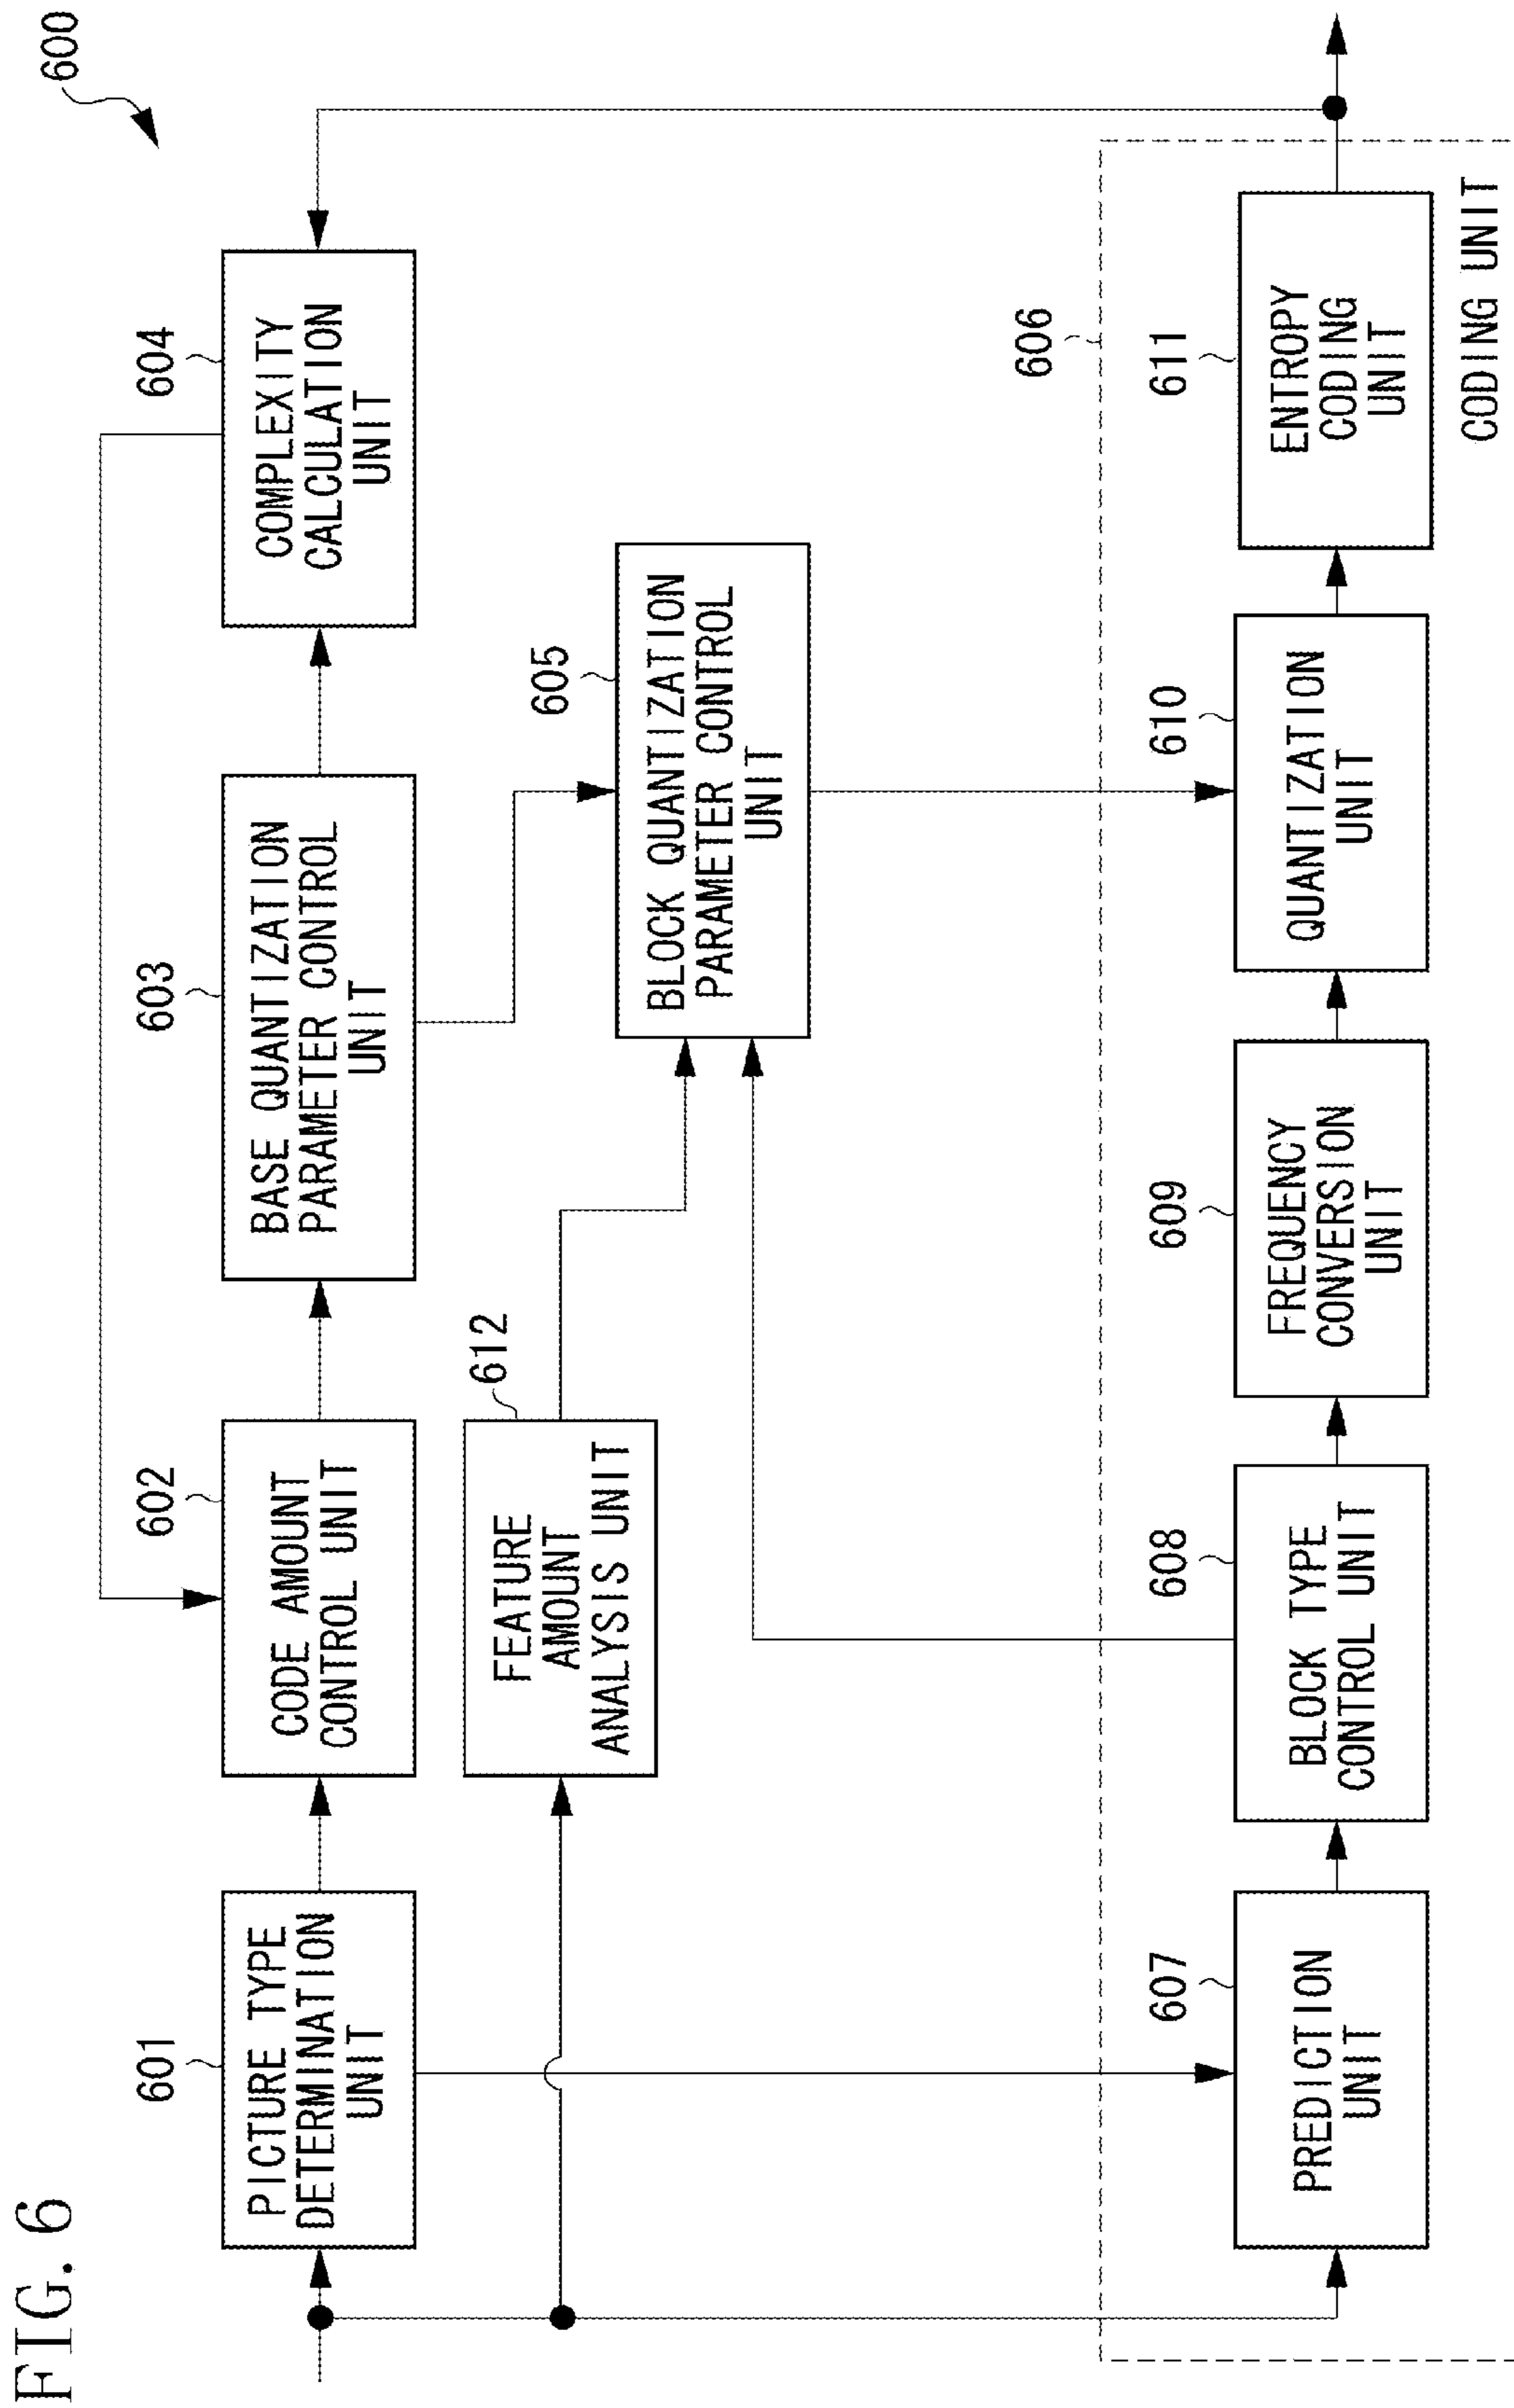 FIG. 6
600
601
PICTURE TYPE
DETERMINATION
UNIT
602
CODE AMOUNT
CONTROL UNIT
603
BASE QUANTIZATION
PARAMETER CONTROL
UNIT
604
COMPLEXITY
CALCULATION
UNIT
612
FEATURE
AMOUNT
ANALYSIS UNIT
605
BLOCK QUANTIZATION
PARAMETER CONTROL
UNIT
606
607
PREDICTION
UNIT
608
BLOCK TYPE
CONTROL UNIT
609
FREQUENCY
CONVERSION
UNIT
610
QUANTIZATION
UNIT
611
ENTROPY
CODING
UNIT
CODING UNIT